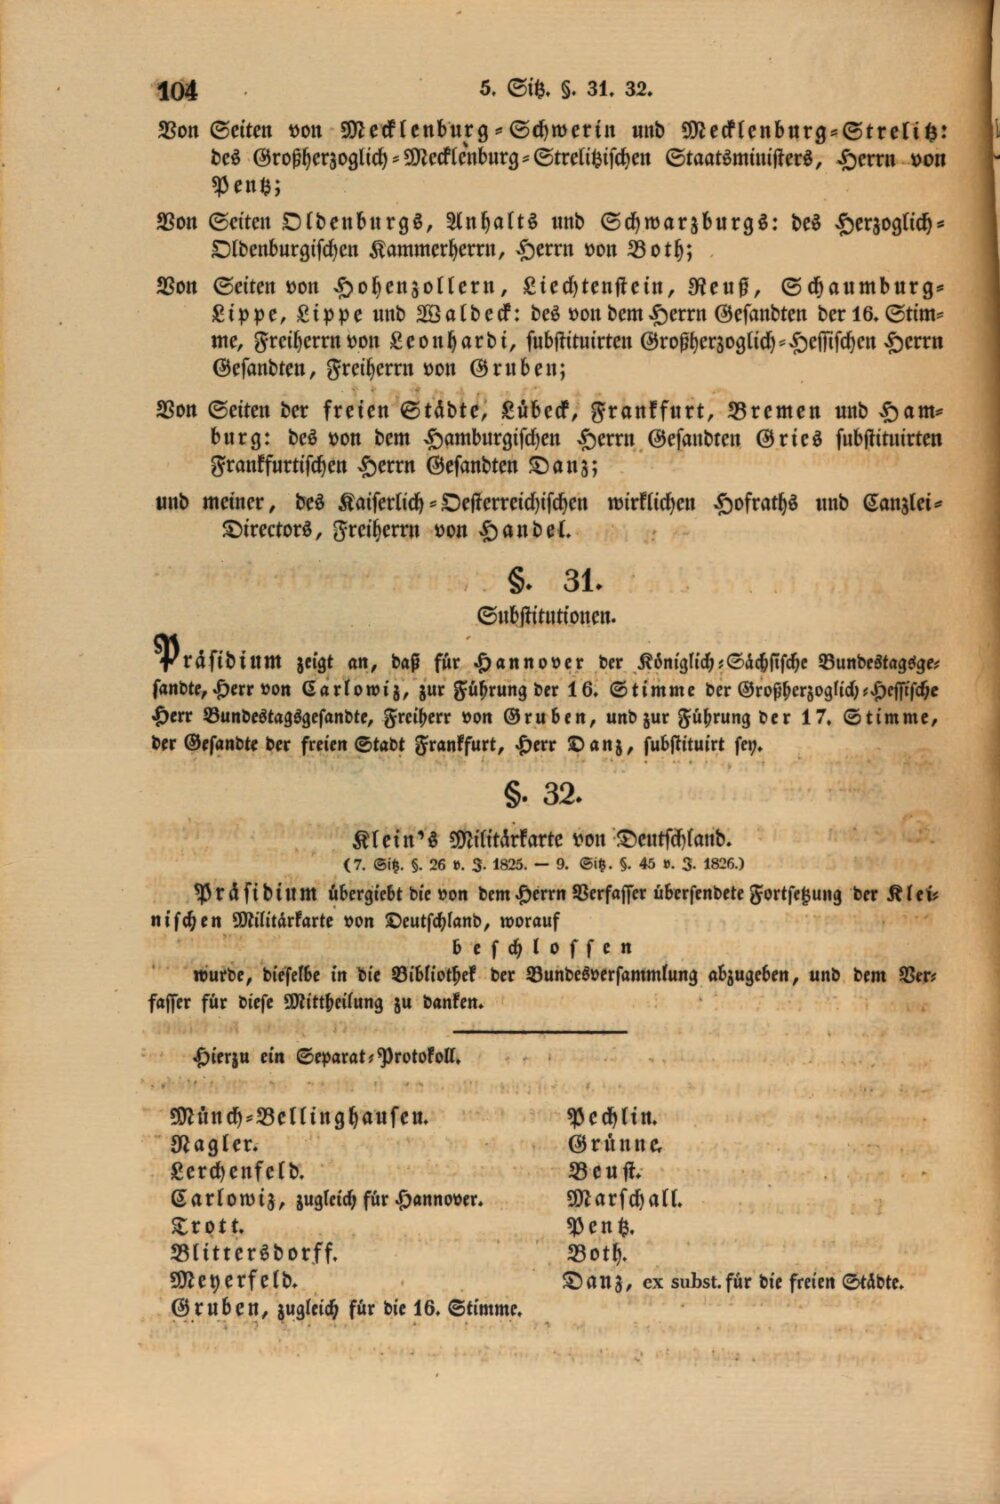 104
5. Sitz. §. 31. 32.
Von Seiten von Mecklenburg-Schwerin und Mecklenburg-Strelitz:
des Großherzoglich-Mecklenburg-Strelitzischen Staatsministers, Herrn von
Pentz;
Von Seiten Oldenburgs, Anhalts und Schwarzburgs: des Herzoglich-
Oldenburgischen Kammerherrn, Herrn von Both;
Von Seiten von Hohenzollern, Liechtenstein, Reuß, Schaumburg-
Lippe, Lippe und Waldeck: des von dem Herrn Gesandten der 16. Stim-
me, Freiherrn von Leonhardi, substituirten Großherzoglich-Hessischen Herrn
Gesandten, Freiherrn von Gruben;
Von Seiten der freien Städte, Lübeck, Frankfurt, Bremen und Ham-
burg: des von dem Hamburgischen Herrn Gesandten Gries substituirten
Frankfurtischen Herrn Gesandten Danz;
und meiner, des Kaiserlich-Oesterreichischen wirklichen Hofraths und Canzlei-
Directors, Freiherrn von Handel.
§. 31.
Substitutionen.
Präsidium zeigt an, daß für Hannover der Königlich-Sächsische Bundestagsge-
sandte, Herr von Carlowiz, zur Führung der 16. Stimme der Großherzoglich-Hessische
Herr Bundestagsgesandte, Freiherr von Gruben, und zur Führung der 17. Stimme,
der Gesandte der freien Stadt Frankfurt, Herr Danz, substituirt sey.
§. 32.
Klein's Militärkarte von Deutschland.
(7. Sitz. §. 26 v. J. 1825. — 9. Sitz. §. 45 v. J. 1826.)
Präsidium übergiebt die von dem Herrn Verfasser übersendete Fortsetzung der Klei-
nischen Militärkarte von Deutschland, worauf
beschlossen
wurde, dieselbe in die Bibliothek der Bundesversammlung abzugeben, und dem Ver-
fasser für diese Mittheilung zu danken.
Hierzu ein Separat-Protokoll.
Münch-Bellinghausen.
Nagler.
Lerchenfeld.
Carlowiz, zugleich für Hannover.
Trott.
Blittersdorff.
Meyerfeld.
Gruben, zugleich für die 16. Stimme.
Pechlin.
Grünne.
Beust.
Marschall.
Pentz.
Both.
Danz, ex subst. für die freien Städte.